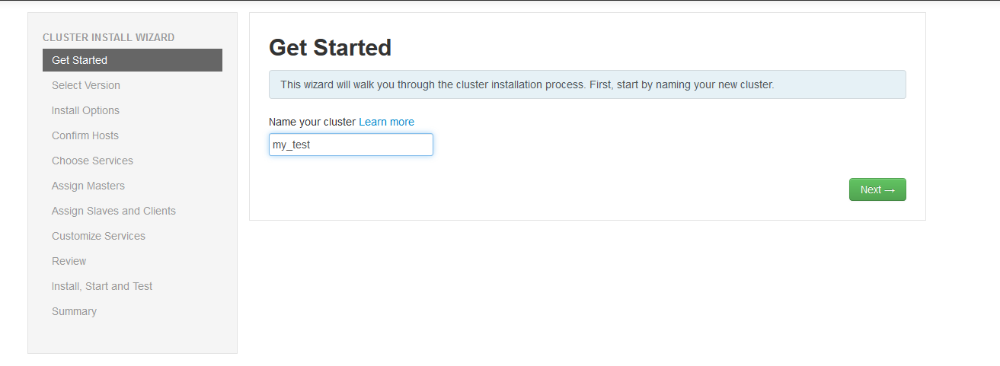 CLUSTER INSTALL WIZARD
Get Started
Select Version
Install Options
Confirm Hosts
Choose Services
Assign Masters
Assign Slaves and Clients
Customize Services
Review
Install, Start and Test
Summary
Get Started
This wizard will walk you through the cluster installation process. First, start by naming your new cluster.
Name your cluster Learn more
my_test
Next →